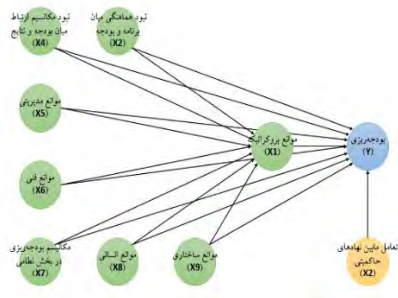 نبود مکانسیم ارتباط
میان بودجه و نتایج
(X4)
نبود هماهنگی میان
برنامه و بودجه
(X2)
موانع مدیریتی
(X5)
موانع بروکراتیک
(X1)
بودجه‌ریزی
(Y)
موانع فنی
(X6)
مکانسیم بودجه‌ریزی
در بخش نظامی
(X7)
موانع انسانی
(X8)
موانع ساختاری
(X9)
تعامل مابین نهادهای
حاکمیتی
(X2)